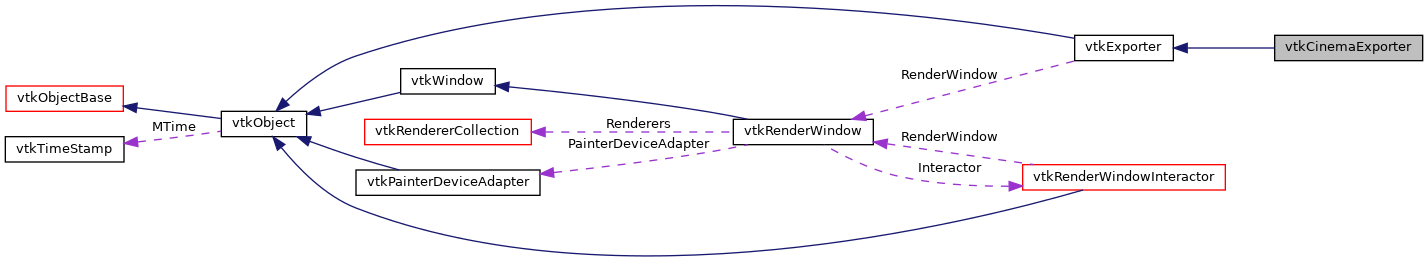 vtkExporter
vtkCinemaExporter
RenderWindow
vtkWindow
vtkObjectBase
vtkObject
MTime
vtkTimeStamp
vtkRendererCollection
Renderers
PainterDeviceAdapter
vtkRenderWindow
RenderWindow
Interactor
vtkPainterDeviceAdapter
vtkRenderWindowInteractor